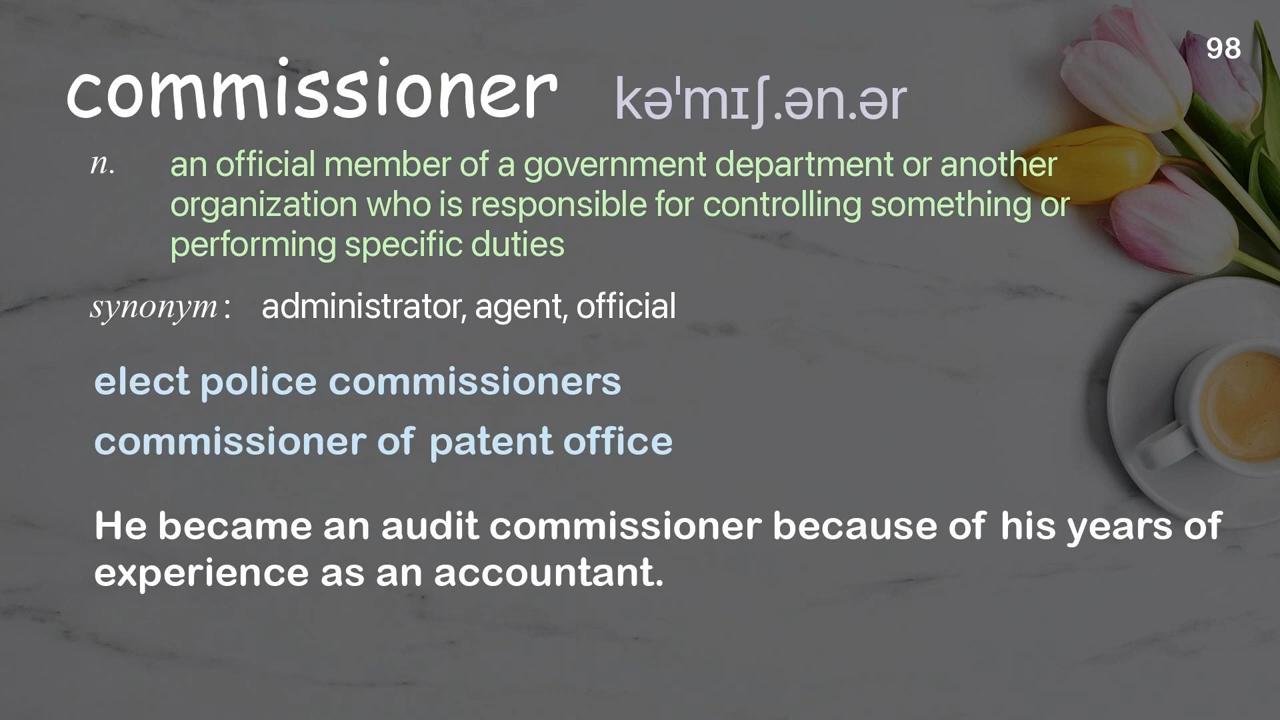 98
commissioner kəˈmɪʃ.ən.ər
n. an official member of a government department or another
organization who is responsible for controlling something or
performing specific duties
synonym: administrator, agent, official
elect police commissioners
commissioner of patent office
He became an audit commissioner because of his years of
experience as an accountant.